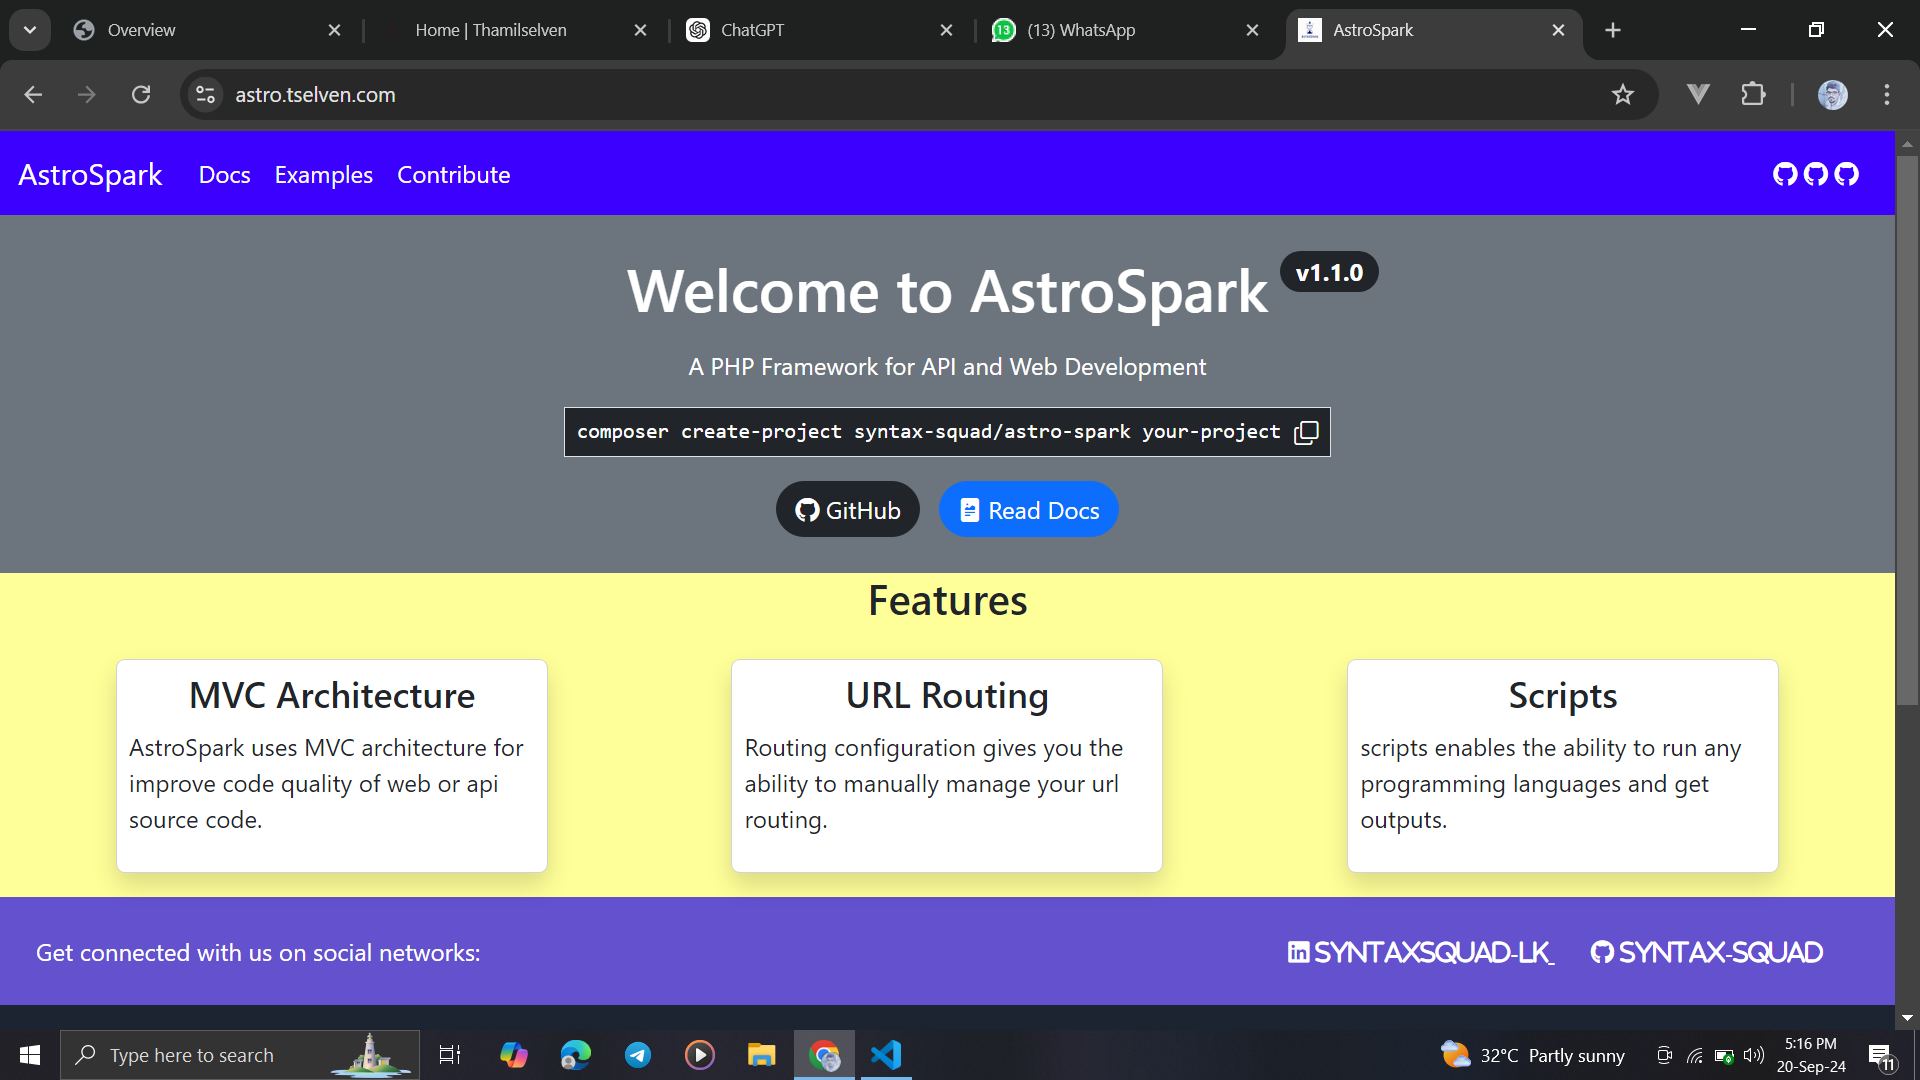 Overview
Home | Thamilselven
ChatGPT
13
(13) WhatsApp
AstroSpark
astro.tselven.com
AstroSpark
Docs
Examples
Contribute
Welcome to AstroSpark
v1.1.0
A PHP Framework for API and Web Development
composer create-project syntax-squad/astro-spark your-project
GitHub
Read Docs
Features
MVC Architecture
AstroSpark uses MVC architecture for
improve code quality of web or api
source code.
URL Routing
Routing configuration gives you the
ability to manually manage your url
routing.
Scripts
scripts enables the ability to run any
programming languages and get
outputs.
Get connected with us on social networks:
SYNTAXSQUAD-LK_
SYNTAX-SQUAD
Type here to search
32°C Partly sunny
5:16 PM
20-Sep-24
11